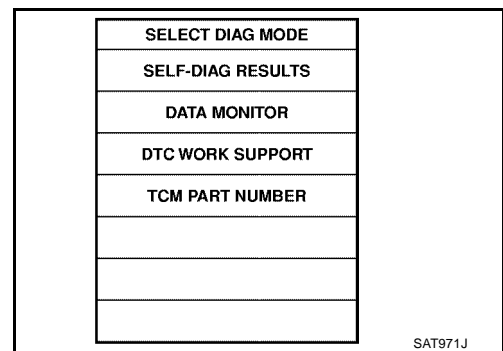 SELECT DIAG MODE
SELF-DIAG RESULTS
DATA MONITOR
DTC WORK SUPPORT
TCM PART NUMBER
SAT971J